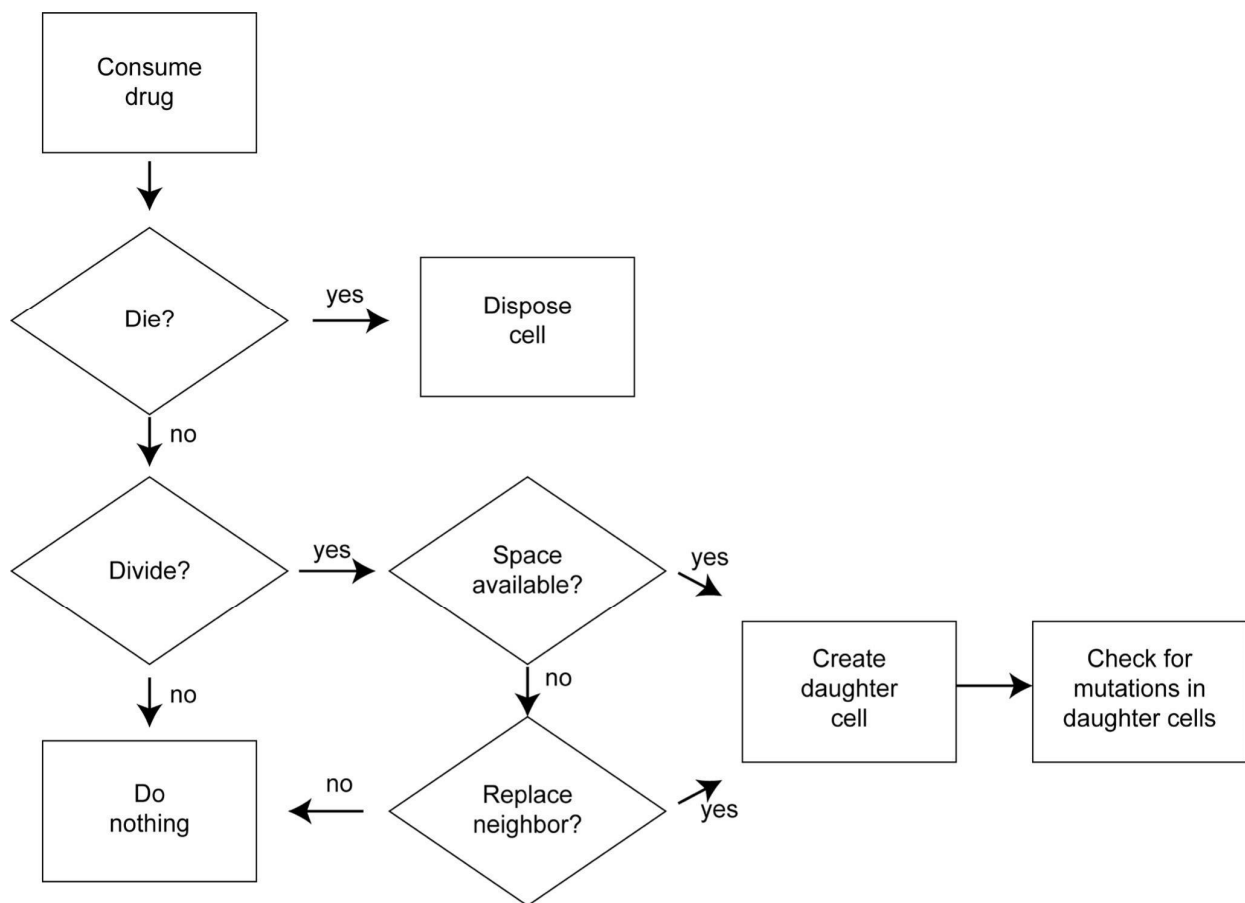 Consume
drug
Die?
yes
Dispose
cell
no
Divide?
yes
Space
available?
yes
no
no
Create
daughter
cell
Check for
mutations in
daughter cells
Do
nothing
no
Replace
neighbor?
yes